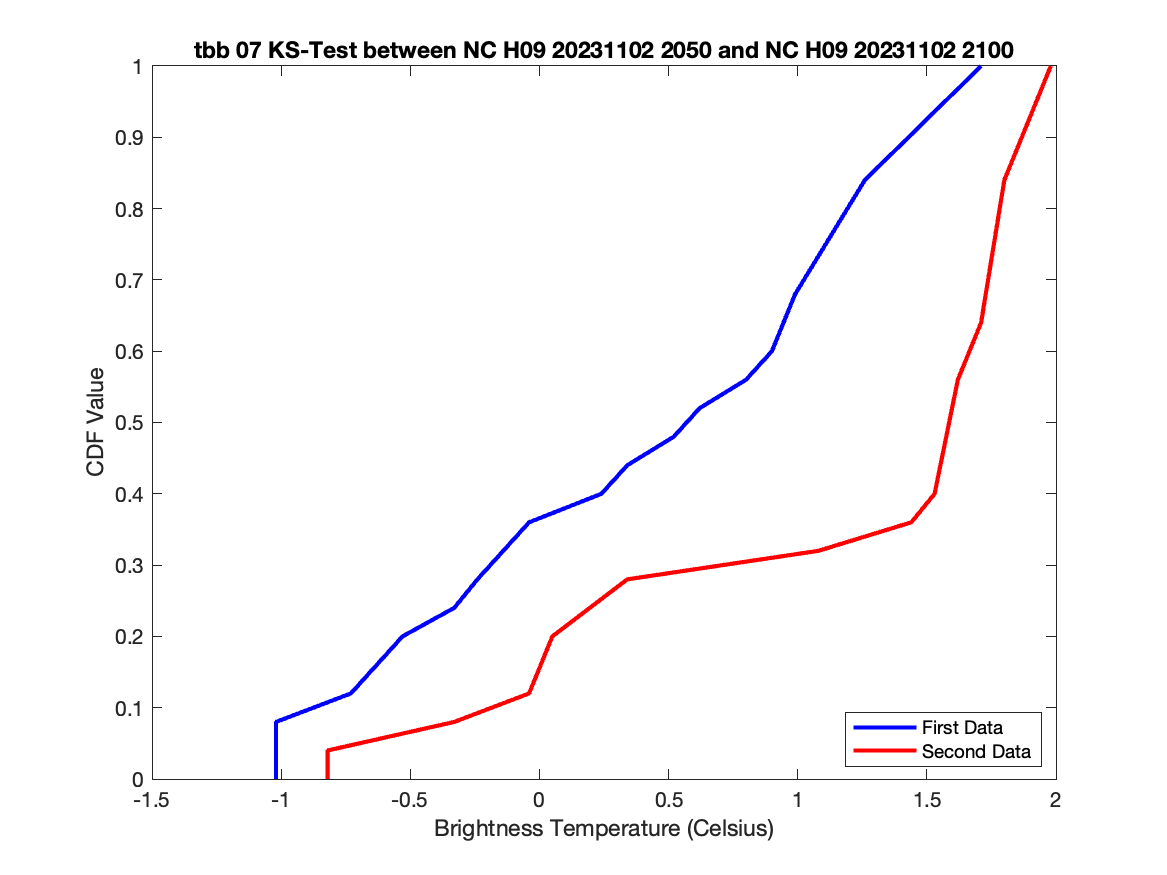 tbb 07 KS-Test between NC H09 20231102 2050 and NC H09 20231102 2100
1
0.9
0.8
0.7
0.6
0.5
0.4
0.3
0.2
0.1
0
CDF Value
First Data
Second Data
-1.5 -1 -0.5 0 0.5 1 1.5 2
Brightness Temperature (Celsius)